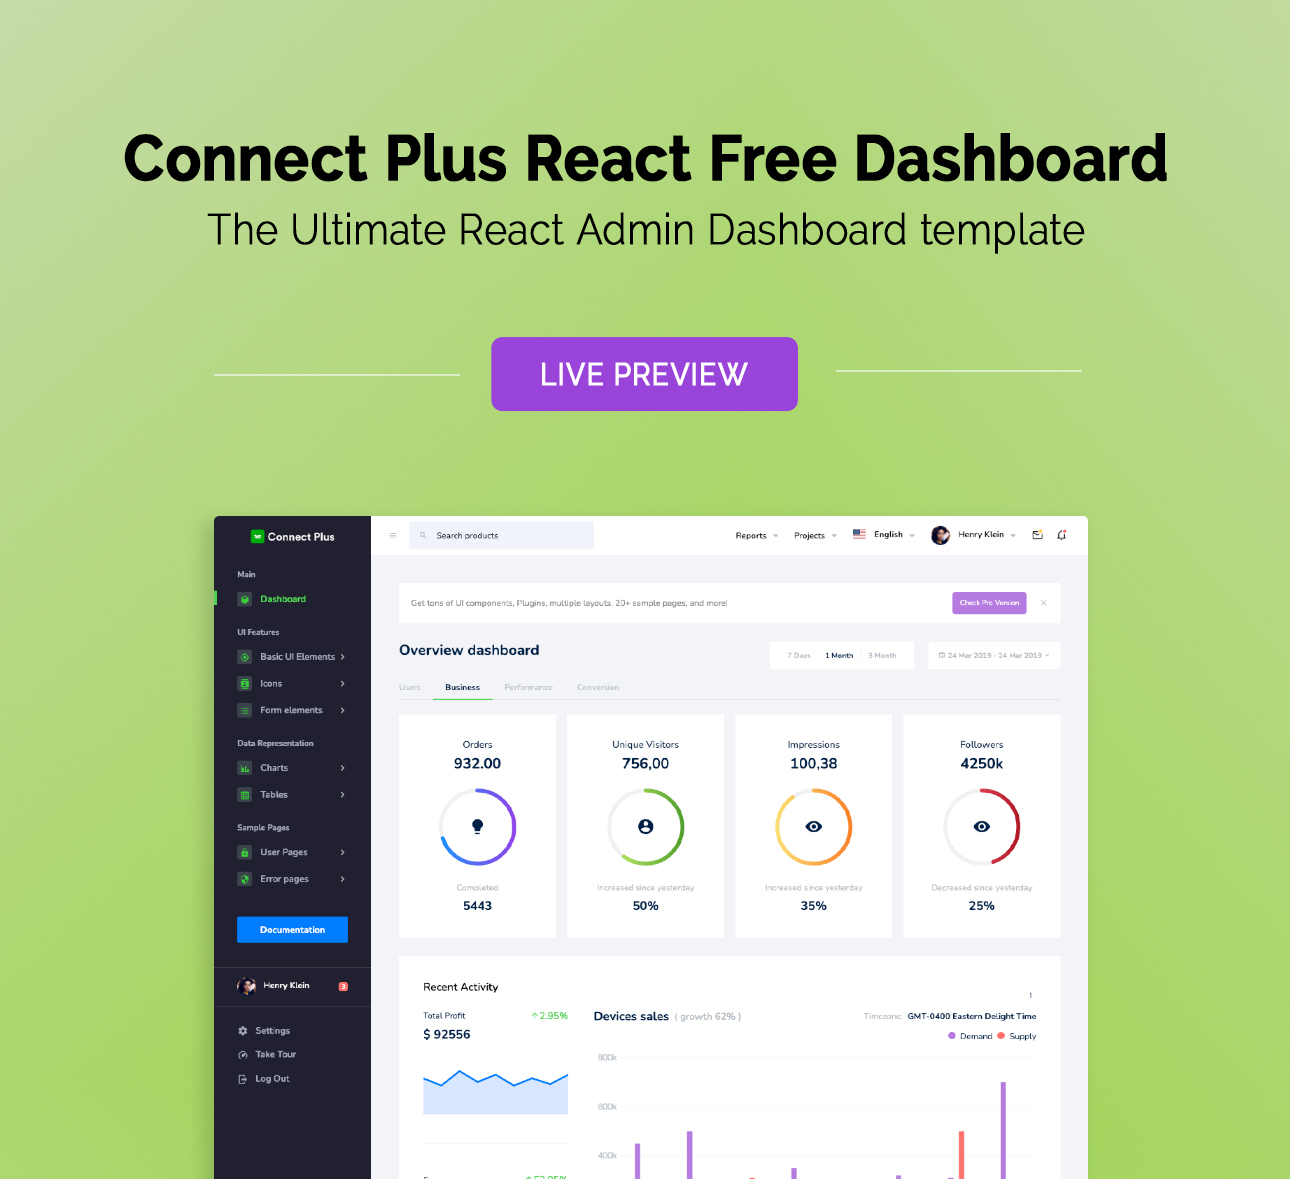 Connect Plus React Free Dashboard
The Ultimate React Admin Dashboard template
LIVE PREVIEW
Connect Plus
Search products
Reports
Projects
English
Henry Klein
Main
Dashboard
UI Features
Basic UI Elements
Icons
Form elements
Data Representation
Charts
Tables
Sample Pages
User Pages
Error pages
Documentation
Henry Klein
3
Settings
Take Tour
Log Out
Get tons of UI components, Plugins, multiple layouts, 20+ sample pages, and more!
Check Pro Version
Overview dashboard
7 Days
1 Month
3 Month
24 Mar 2019 - 24 Mar 2019
Users
Business
Performance
Conversion
Orders
932.00
Completed
5443
Unique Visitors
756,00
Increased since yesterday
50%
Impressions
100,38
Increased since yesterday
35%
Followers
4250k
Decreased since yesterday
25%
Recent Activity
Total Profit
2.95%
$ 92556
Devices sales ( growth 62% )
Timezone: GMT-0400 Eastern Delight Time
Demand
Supply
800k
600k
400k